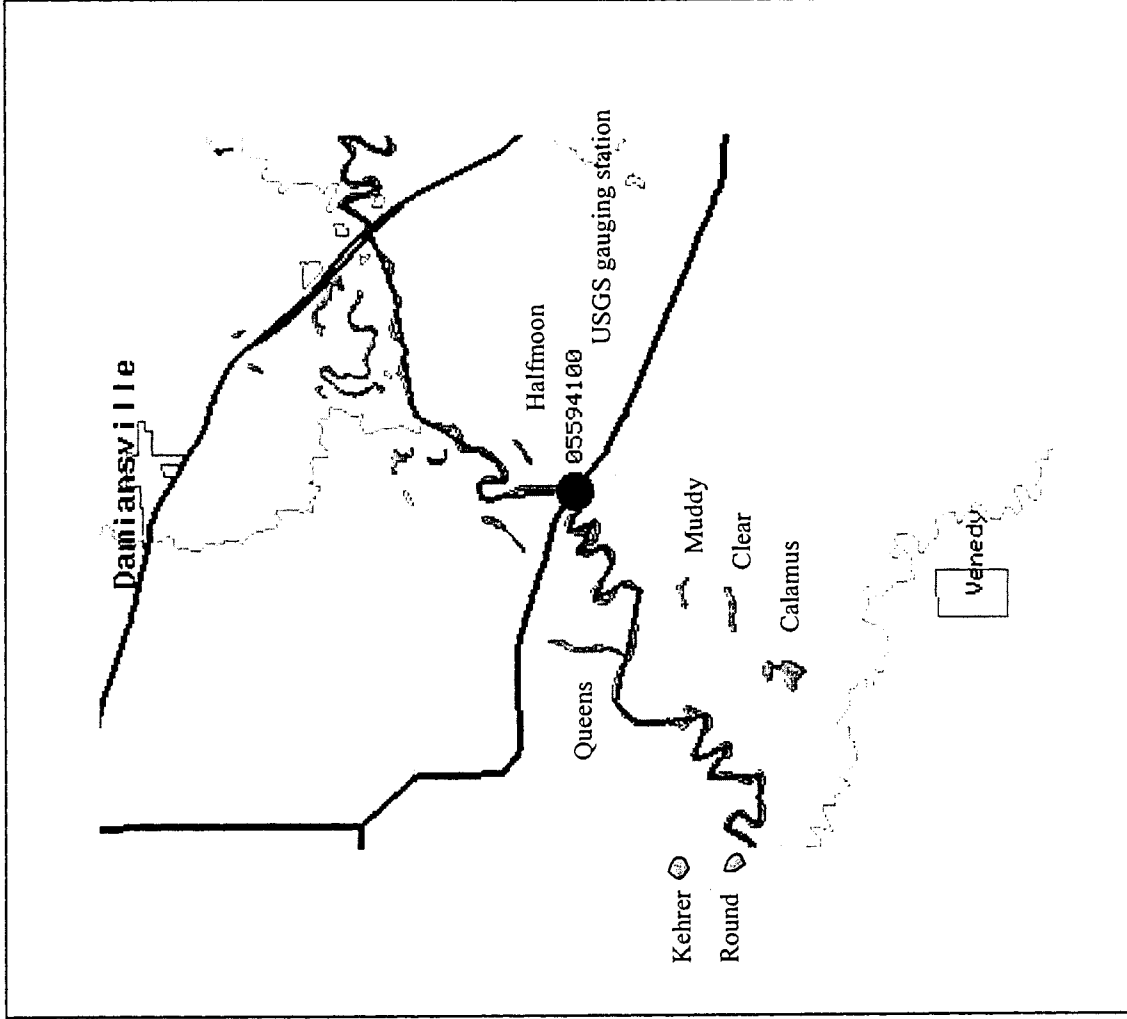 Damiansville
Halfmoon
05594100
USGS gauging station
Queens
Muddy
Clear
Calamus
Kehrer
Round
Venedy